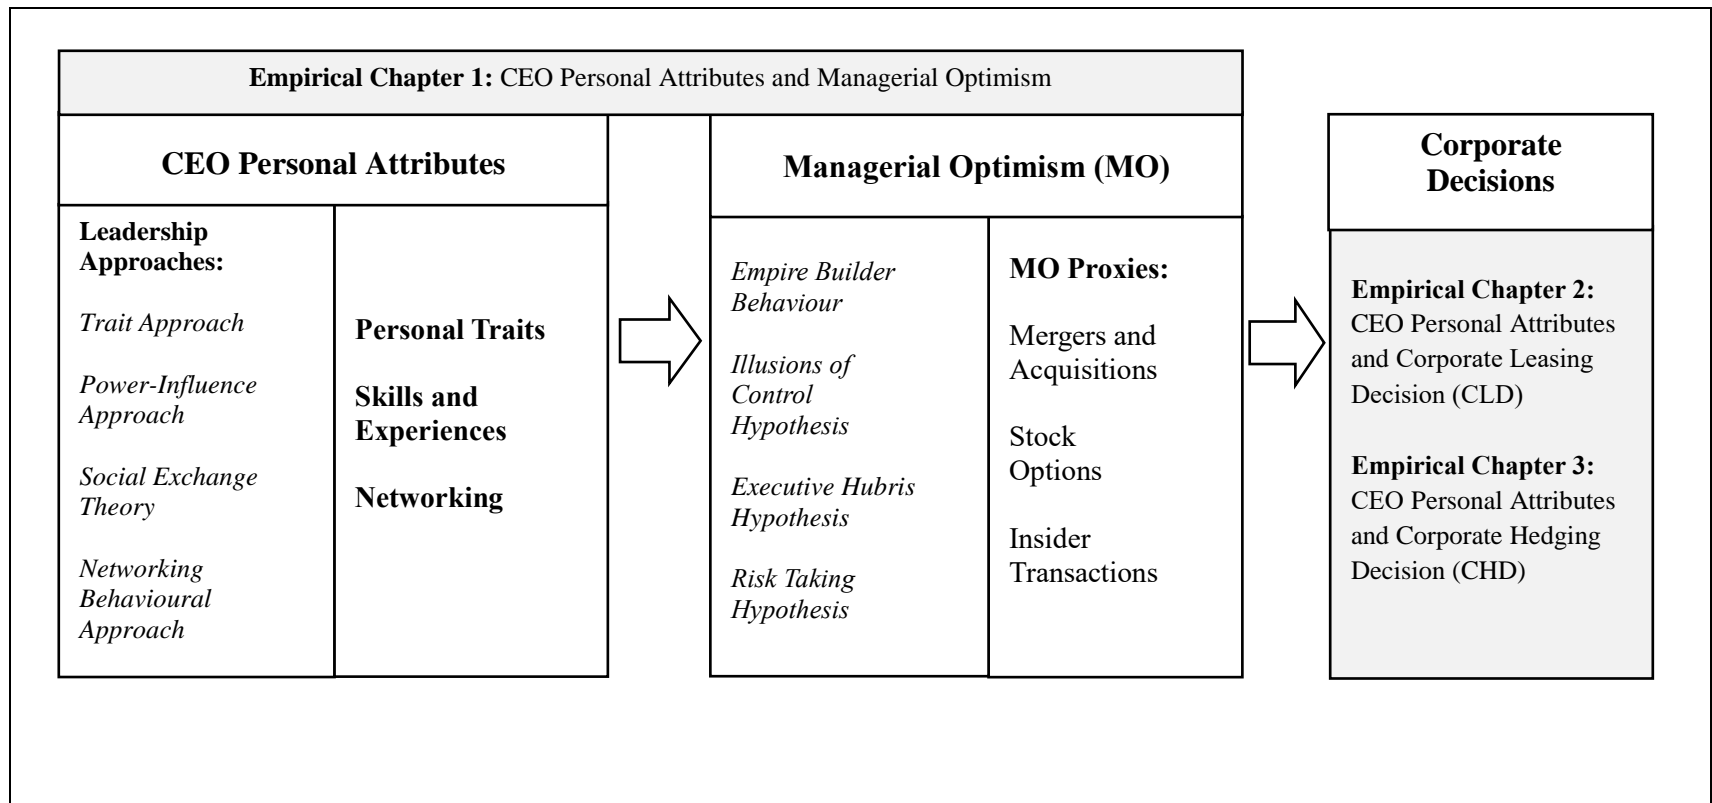 Empirical Chapter 1: CEO Personal Attributes and Managerial Optimism
CEO Personal Attributes
Leadership
Approaches:
Trait Approach
Power-Influence
Approach
Social Exchange
Theory
Networking
Behavioural
Approach
Personal Traits
Skills and
Experiences
Networking
Managerial Optimism (MO)
Empire Builder
Behaviour
Illusions of
Control
Hypothesis
Executive Hubris
Hypothesis
Risk Taking
Hypothesis
MO Proxies:
Mergers and
Acquisitions
Stock
Options
Insider
Transactions
Corporate
Decisions
Empirical Chapter 2:
CEO Personal Attributes
and Corporate Leasing
Decision (CLD)
Empirical Chapter 3:
CEO Personal Attributes
and Corporate Hedging
Decision (CHD)